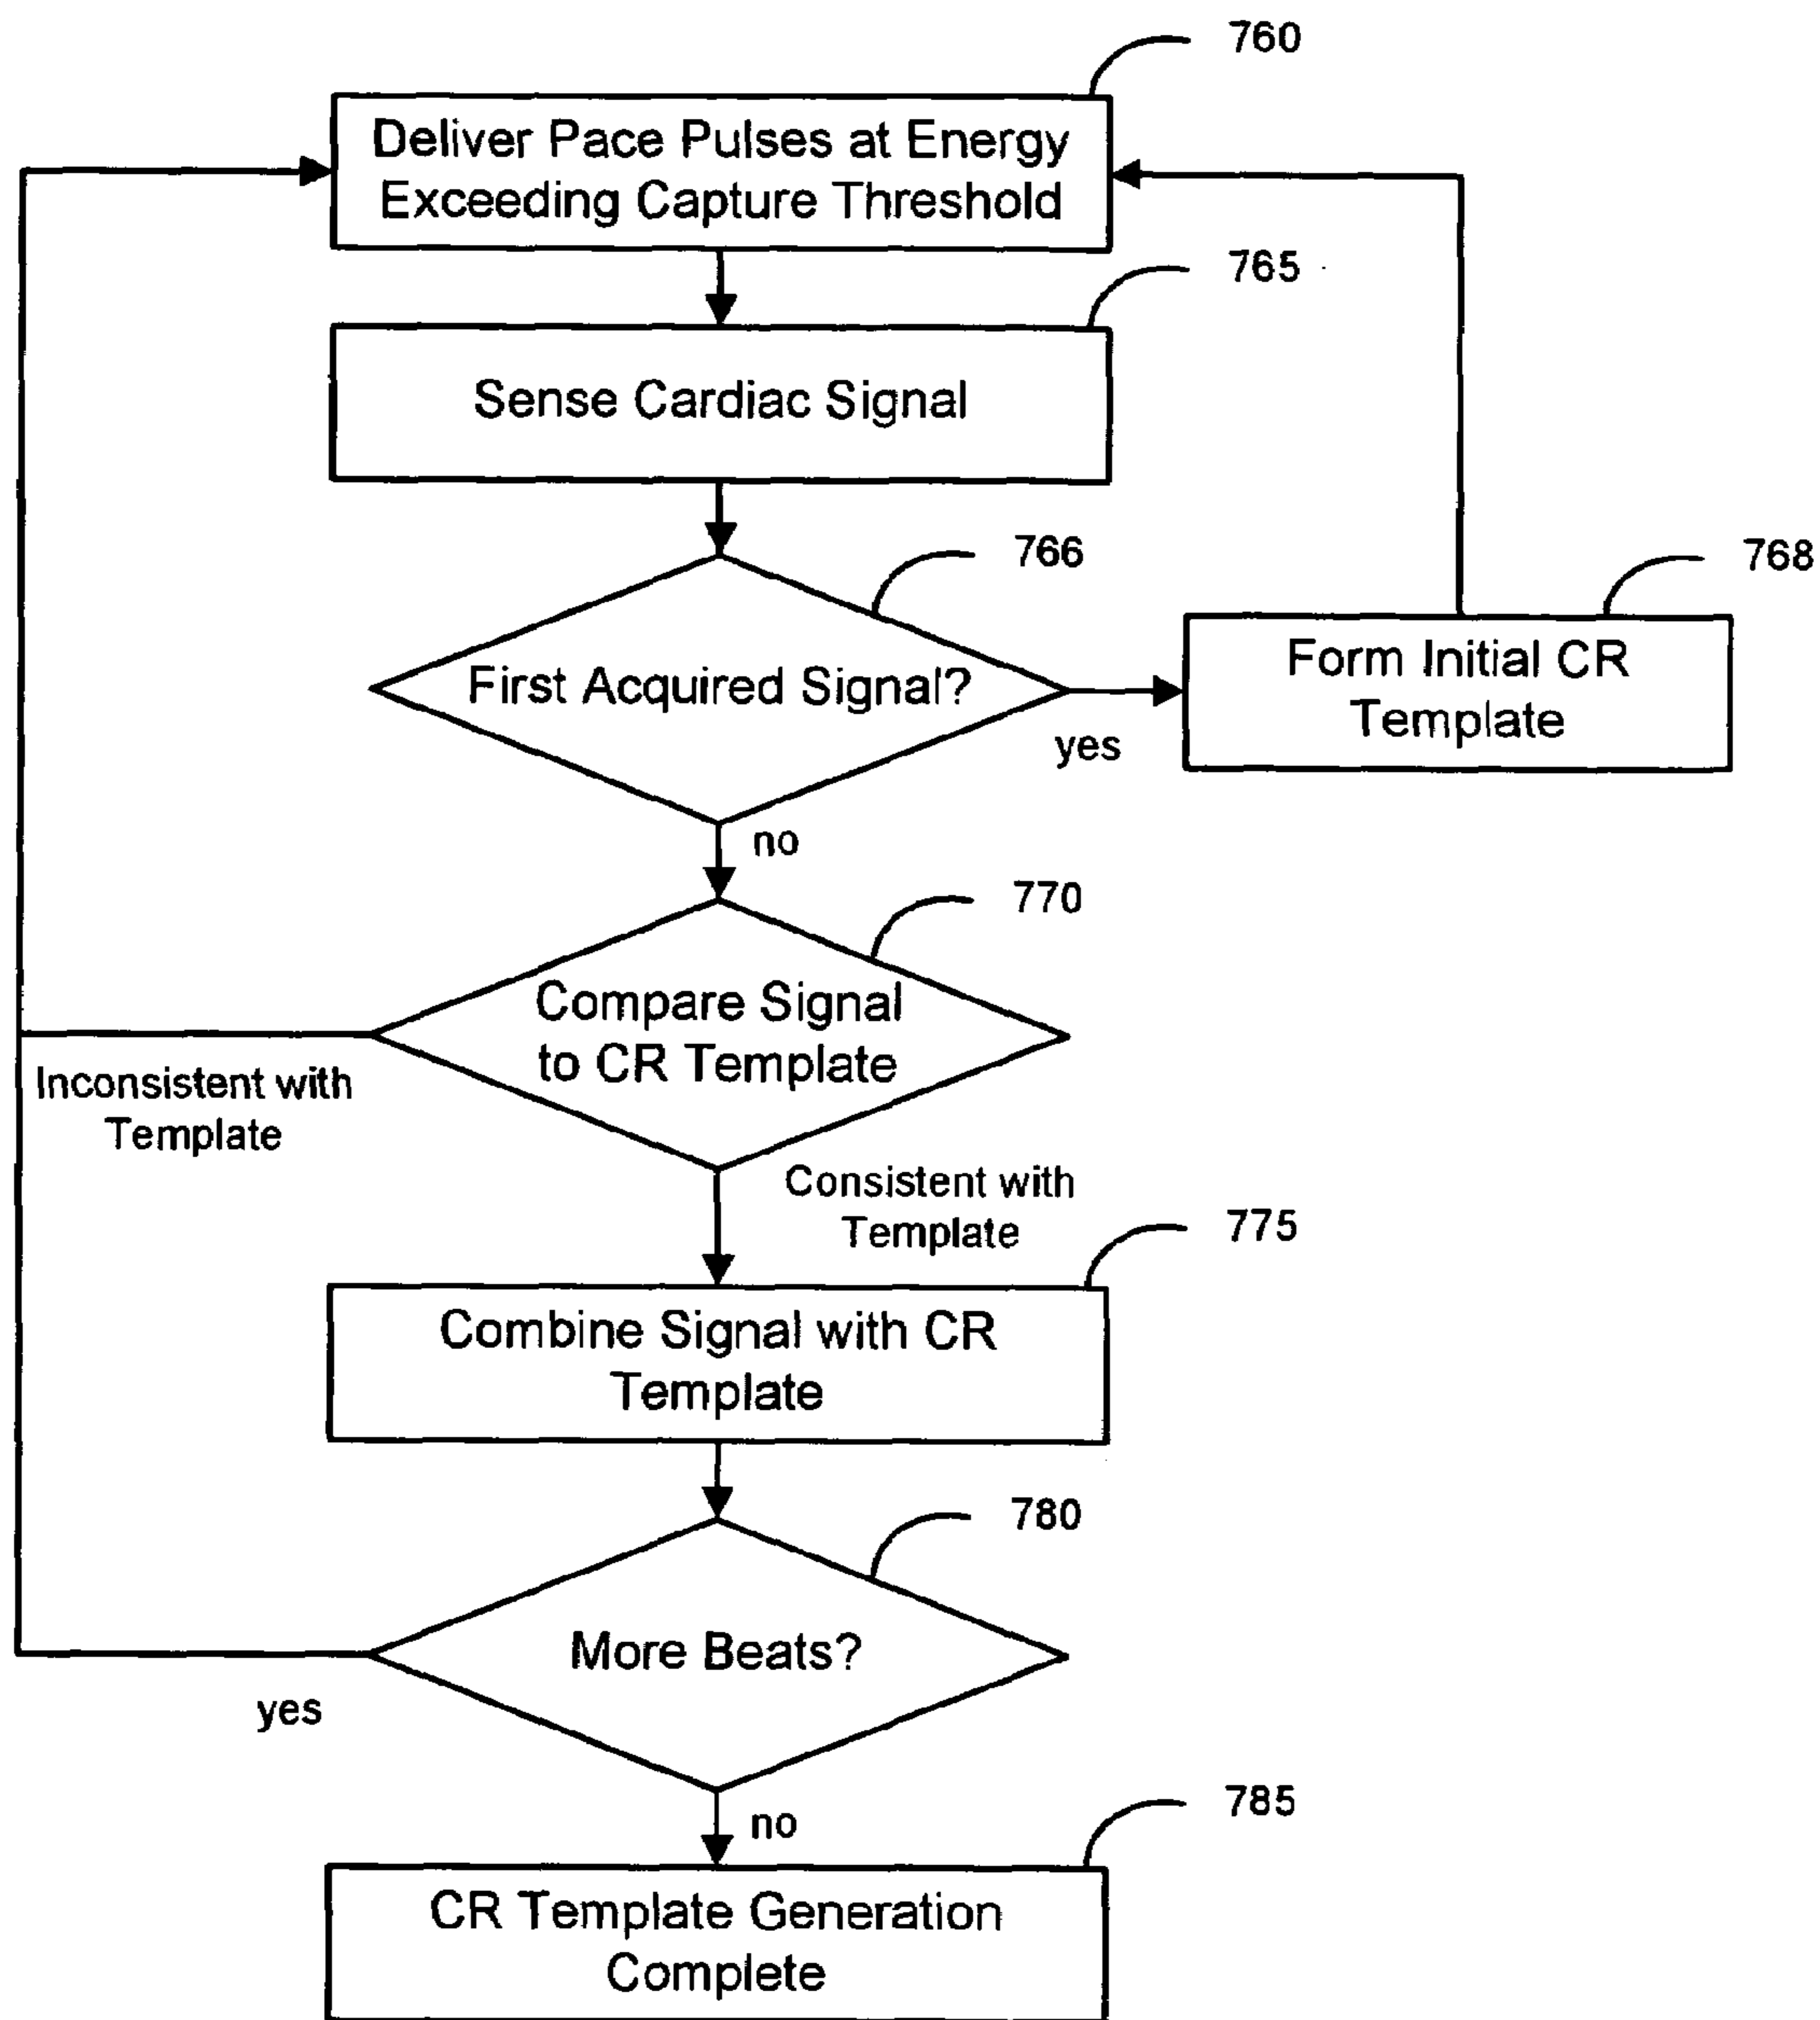 760
Deliver Pace Pulses at Energy
Exceeding Capture Threshold
765
Sense Cardiac Signal
766
768
First Acquired Signal?
yes
Form Initial CR
Template
no
770
Compare Signal
to CR Template
Inconsistent with
Template
Consistent with
Template
775
Combine Signal with CR
Template
780
More Beats?
yes
no
785
CR Template Generation
Complete